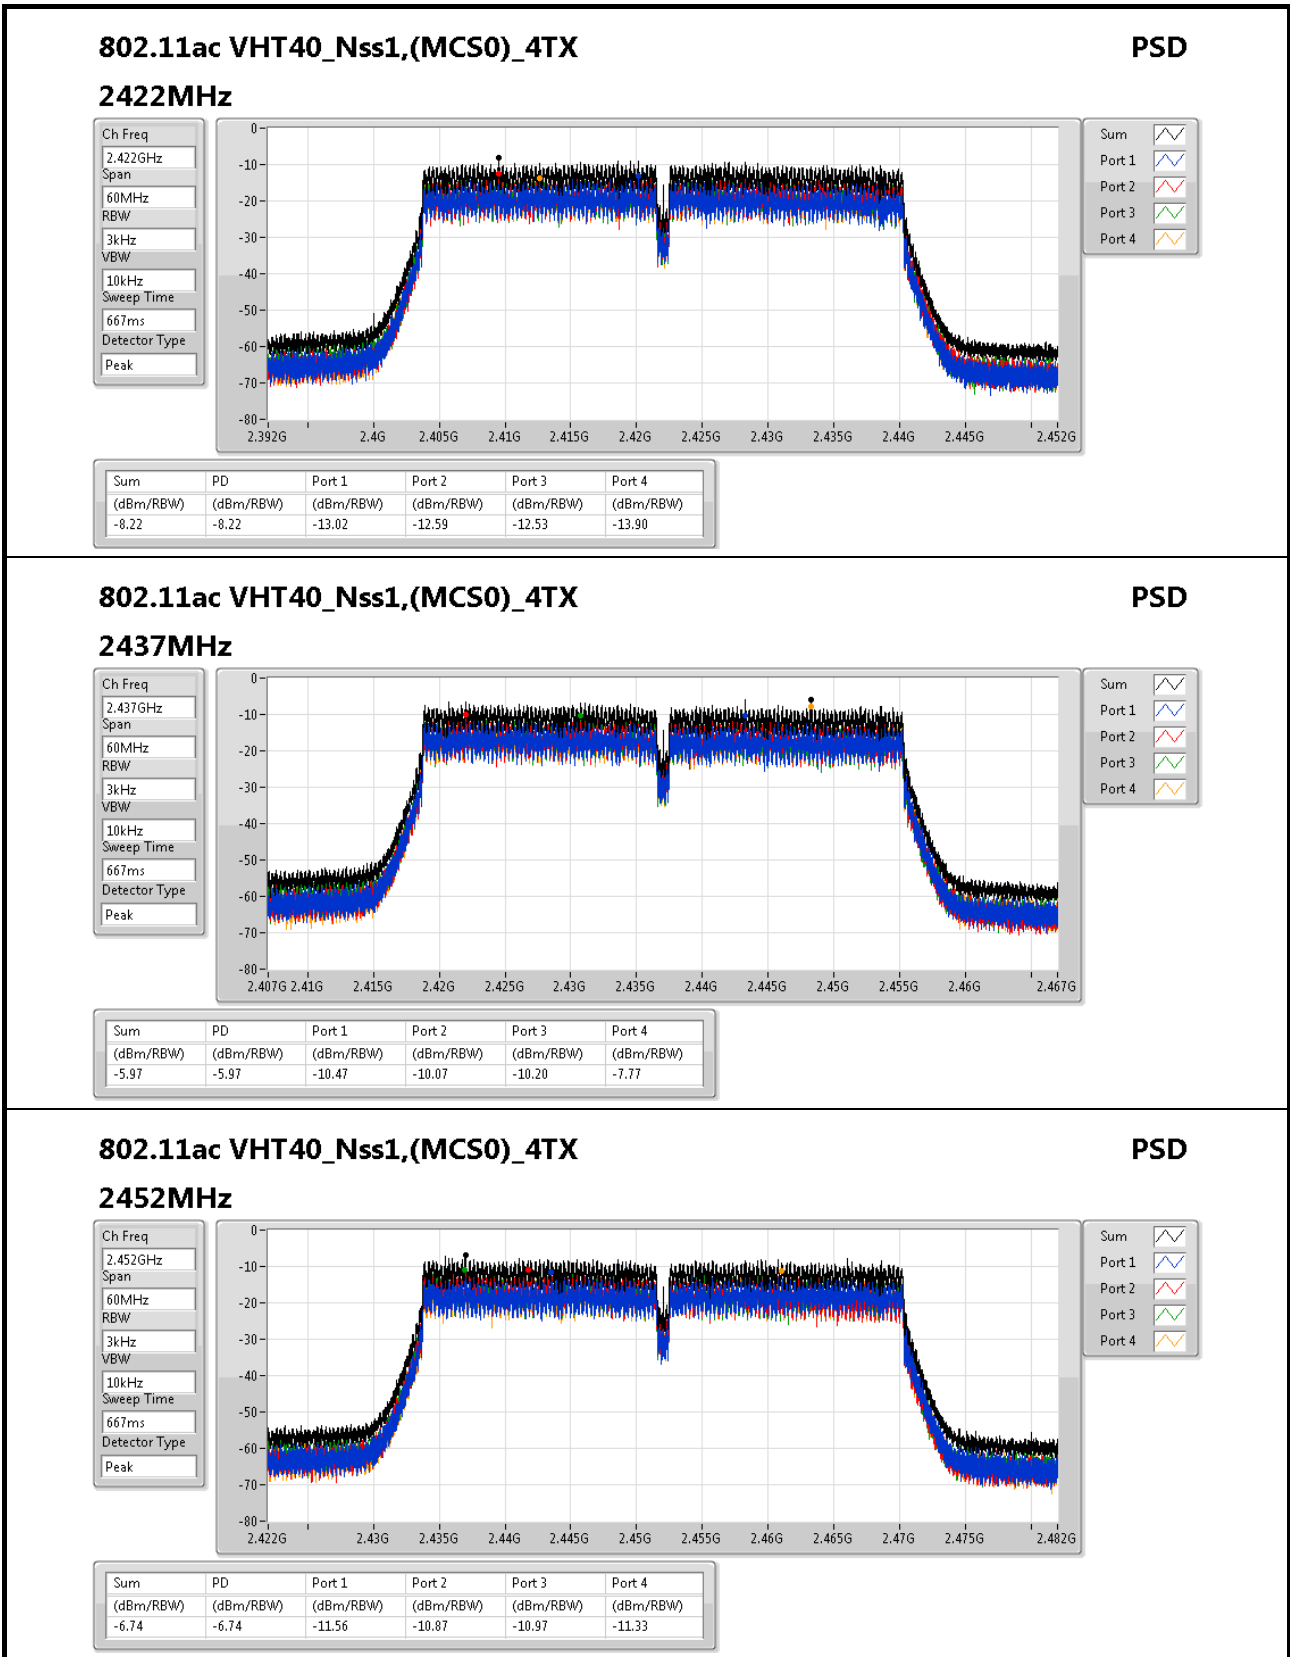 802.11ac VHT40_Nss1,(MCS0)_4TX PSD
2422MHz
Ch Freq
2.422GHz
Span
60MHz
RBW
3kHz
VBW
10kHz
Sweep Time
667ms
Detector Type
Peak
0
-10
-20
-30
-40
-50
-60
-70
-80
2.392G 2.4G 2.405G 2.41G 2.415G 2.42G 2.425G 2.43G 2.435G 2.44G 2.445G 2.452G
Sum
Port 1
Port 2
Port 3
Port 4
Sum PD Port 1 Port 2 Port 3 Port 4
(dBm/RBW) (dBm/RBW) (dBm/RBW) (dBm/RBW) (dBm/RBW) (dBm/RBW)
-8.22 -8.22 -13.02 -12.59 -12.53 -13.90
802.11ac VHT40_Nss1,(MCS0)_4TX PSD
2437MHz
Ch Freq
2.437GHz
Span
60MHz
RBW
3kHz
VBW
10kHz
Sweep Time
667ms
Detector Type
Peak
0
-10
-20
-30
-40
-50
-60
-70
-80
2.407G 2.41G 2.415G 2.42G 2.425G 2.43G 2.435G 2.44G 2.445G 2.45G 2.455G 2.46G 2.467G
Sum
Port 1
Port 2
Port 3
Port 4
Sum PD Port 1 Port 2 Port 3 Port 4
(dBm/RBW) (dBm/RBW) (dBm/RBW) (dBm/RBW) (dBm/RBW) (dBm/RBW)
-5.97 -5.97 -10.47 -10.07 -10.20 -7.77
802.11ac VHT40_Nss1,(MCS0)_4TX PSD
2452MHz
Ch Freq
2.452GHz
Span
60MHz
RBW
3kHz
VBW
10kHz
Sweep Time
667ms
Detector Type
Peak
0
-10
-20
-30
-40
-50
-60
-70
-80
2.422G 2.43G 2.435G 2.44G 2.445G 2.45G 2.455G 2.46G 2.465G 2.47G 2.475G 2.482G
Sum
Port 1
Port 2
Port 3
Port 4
Sum PD Port 1 Port 2 Port 3 Port 4
(dBm/RBW) (dBm/RBW) (dBm/RBW) (dBm/RBW) (dBm/RBW) (dBm/RBW)
-6.74 -6.74 -11.56 -10.87 -10.97 -11.33